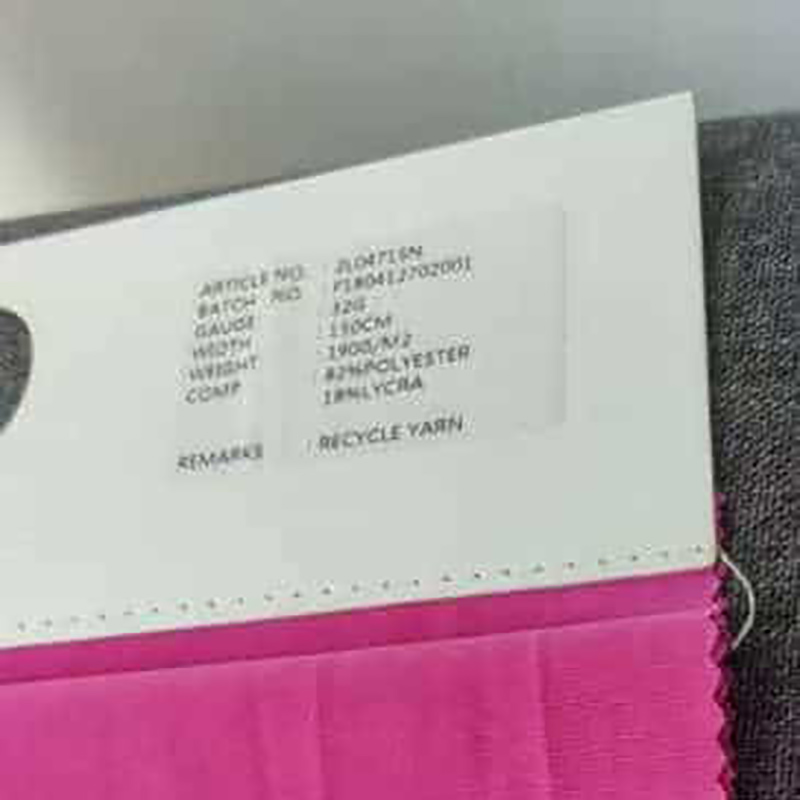 ARTICLE NO. : JL04715N
BATCH NO. : P180412702001
GAUGE : 32G
WIDTH : 150CM
WEIGHT : 190G/M2
COMP : 82%POLYESTER
18%LYCRA
REMARKS : RECYCLE YARN